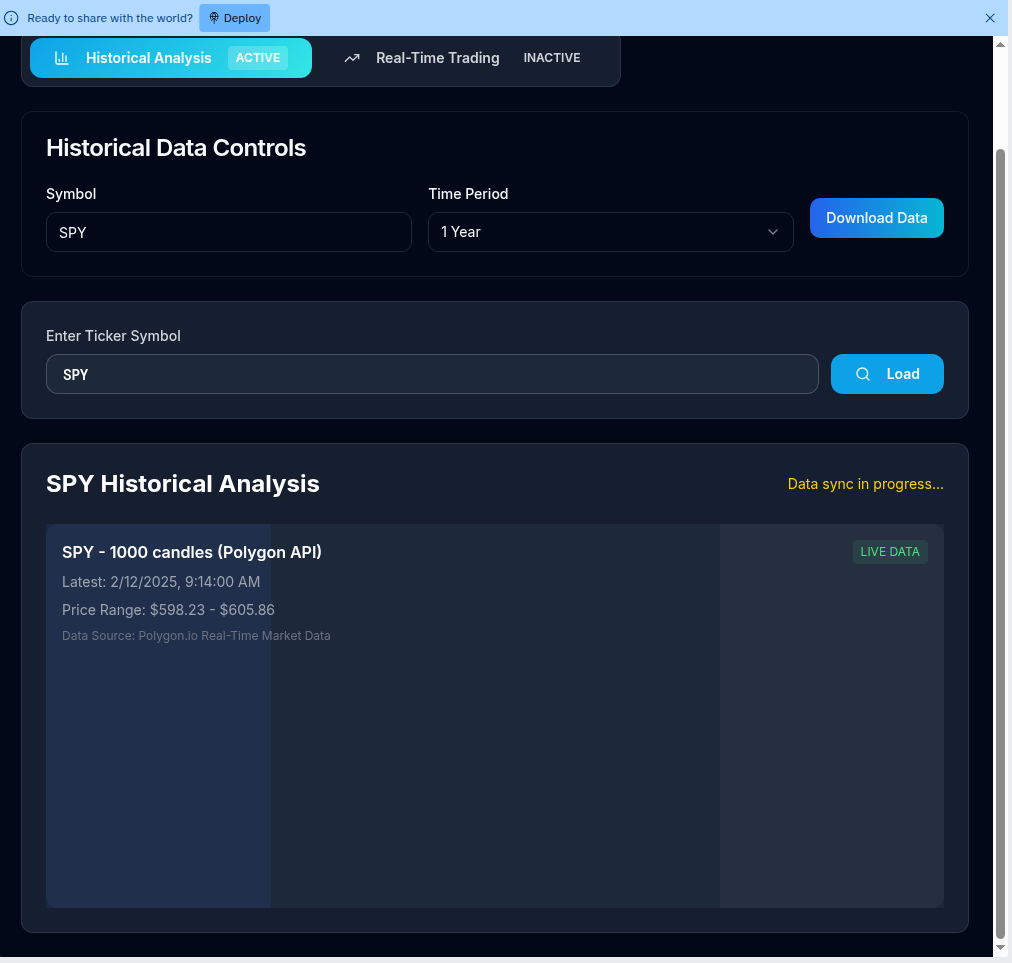 Ready to share with the world? Deploy
Historical Analysis ACTIVE Real-Time Trading INACTIVE
Historical Data Controls
Symbol Time Period
SPY 1 Year Download Data
Enter Ticker Symbol
SPY Load
SPY Historical Analysis Data sync in progress...
SPY - 1000 candles (Polygon API) LIVE DATA
Latest: 2/12/2025, 9:14:00 AM
Price Range: $598.23 - $605.86
Data Source: Polygon.io Real-Time Market Data